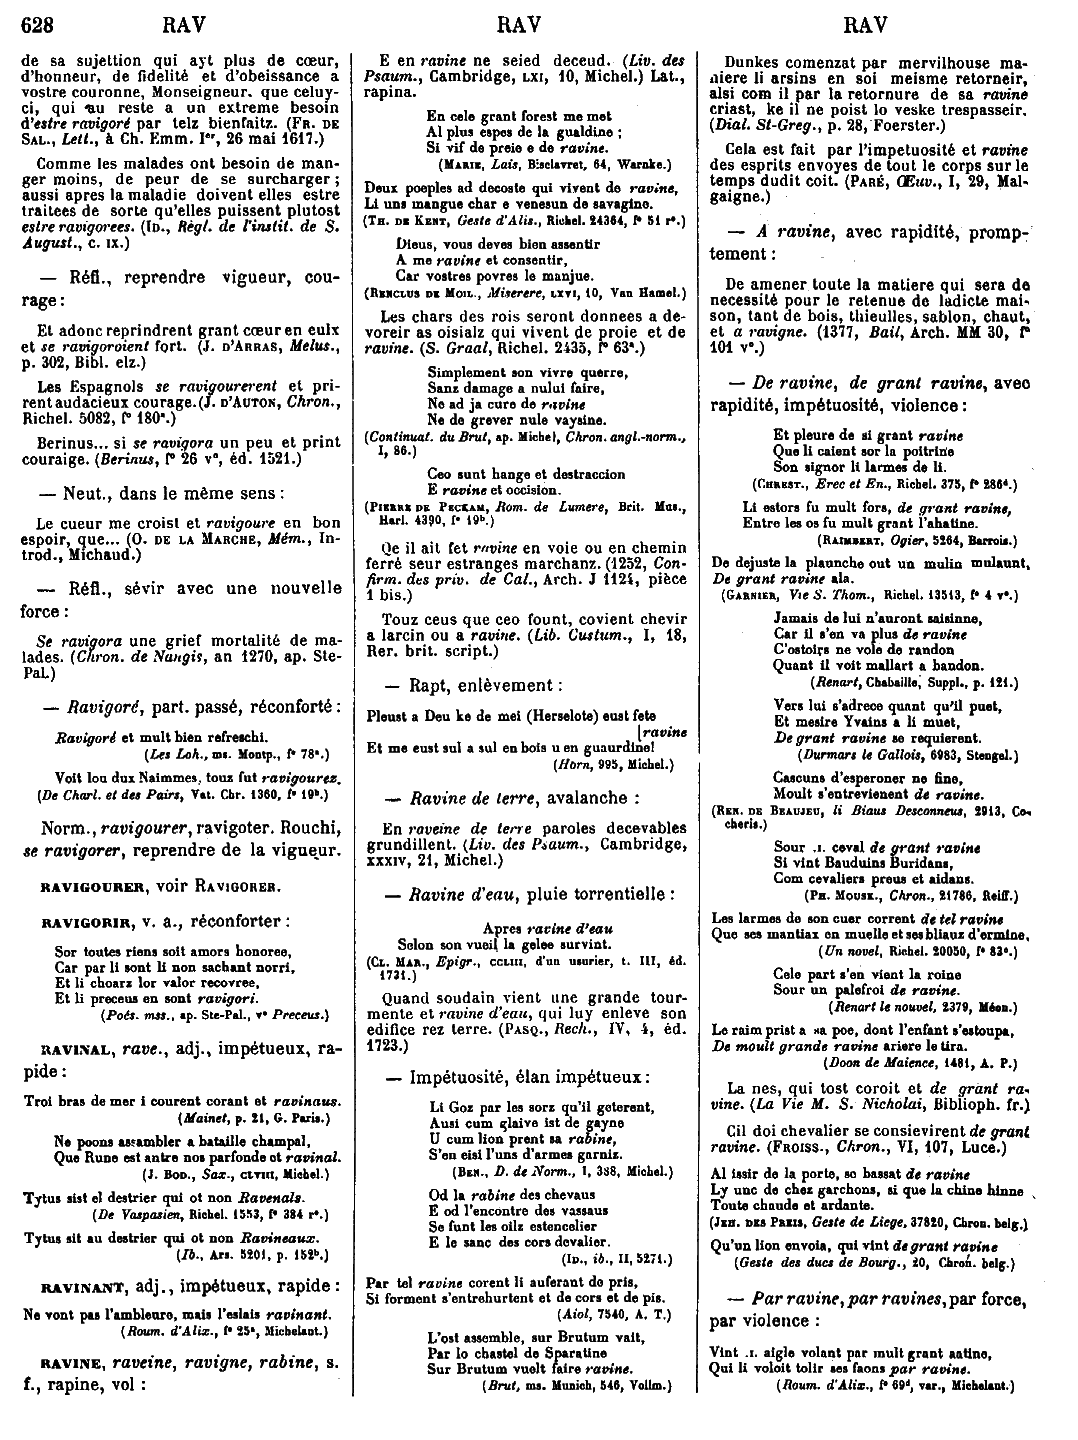 628 RAV RAV RAV
de sa sujettion qui ayt plus de cœur,
d'honneur, de fidelité et d'obeissance a
vostre couronne, Monseigneur, que celuy-
ci, qui au reste a un extreme besoin
d'estre ravigoré par telz bienfaitz. (FR. DE
SAL., Lett., à Ch. Emm. Ier, 26 mai 1617.)
Comme les malades ont besoin de man-
ger moins, de peur de se surcharger ;
aussi apres la maladie doivent elles estre
traitees de sorte qu'elles puissent plutost
estre ravigorees. (ID., Règl. de l'instit. de S.
August., c. IX.)
— Réfl., reprendre vigueur, cou-
rage :
Et adonc reprindrent grant cœur en eulx
et se ravigoroient fort. (J. D'ARRAS, Melus.,
p. 302, Bibl. elz.)
Les Espagnols se ravigourerent et pri-
rent audacieux courage. (J. D'AUTON, Chron.,
Richel. 5082, f° 180ª.)
Berinus... si se ravigora un peu et print
couraige. (Berinus, f° 26 v°, éd. 1521.)
— Neut., dans le même sens :
Le cueur me croist et ravigoure en bon
espoir, que... (O. DE LA MARCHE, Mém., In-
trod., Michaud.)
— Réfl., sévir avec une nouvelle
force :
Se ravigora une grief mortalité de ma-
lades. (Chron. de Nangis, an 1270, ap. Ste-
Pal.)
— Ravigoré, part. passé, réconforté :
Ravigoré et mult bien refreschi.
(Les Loh., ms. Montp., f° 78ª.)
Voit lou dux Naimmes, touz fut ravigourez.
(De Charl. et des Pairs, Vat. Chr. 1360, f° 19b.)
Norm., ravigourer, ravigoter. Rouchi,
se ravigorer, reprendre de la vigueur.
RAVIGOURER, voir RAVIGORER.
RAVIGORIR, v. a., réconforter :
Sor toutes riens soit amors honoree,
Car par li sont li non sachant norri,
Et li choarz lor valor recovree,
Et li preceus en sont ravigori.
(Poés. mss., ap. Ste-Pal., v° Preceus.)
RAVINAL, rave., adj., impétueux, ra-
pide :
Troi bras de mer i courent corant et ravinaus.
(Mainet, p. 21, G. Paris.)
Ne poons assambler a bataille champal,
Que Rune est antre nos parfonde et ravinal.
(J. BOD., Sax., CLVIII, Michel.)
Tytus sist el destrier qui ot non Ravenals.
(De Vaspasien, Richel. 1553, f° 384 r°.)
Tytus sit au destrier qui ot non Ravineaux.
(Ib., Ars. 5201, p. 152b.)
RAVINANT, adj., impétueux, rapide :
Ne vont pas l'ambleure, mais l'eslais ravinant.
(Roum. d'Alix., f° 25ª, Michelant.)
RAVINE, raveine, ravigne, rabine, s.
f., rapine, vol :
E en ravine ne seied deceud. (Liv. des
Psaum., Cambridge, LXI, 10, Michel.) Lat.,
rapina.
En cele grant forest me met
Al plus espes de la gualdine ;
Si vif de preie e de ravine.
(MARIE, Lais, Bisclavret, 64, Warnke.)
Deux poeples ad decoste qui vivent de ravine,
Li uns mangue char e venesun de savagine.
(TH. DE KENT, Geste d'Alis., Richel. 24364, f° 51 r°.)
Dieus, vous deves bien assentir
A me ravine et consentir,
Car vostres povres le manjue.
(RENCLUS DE MOIL., Miserere, LXVI, 10, Van Hamel.)
Les chars des rois seront donnees a de-
voreir as oisialz qui vivent de proie et de
ravine. (S. Graal, Richel. 2435, f° 63ª.)
Simplement son vivre querre,
Sanz damage a nului faire,
Ne ad ja cure de ravine
Ne de grever nule vaysine.
(Continuat. du Brut, ap. Michel, Chron. angl.-norm.,
I, 86.)
Ceo sunt hange et destraccion
E ravine et occision.
(PIERRE DE PECKAM, Rom. de Lumere, Brit. Mus.,
Harl. 4390, f° 19b.)
Qe il ait fet ravine en voie ou en chemin
ferré seur estranges marchanz. (1252, Con-
firm. des priv. de Cal., Arch. J 1124, pièce
1 bis.)
Touz ceus que ceo fount, covient chevir
a larcin ou a ravine. (Lib. Custum., I, 18,
Rer. brit. script.)
— Rapt, enlèvement :
Pleust a Deu ke de mei (Herselote) eust fete
[ravine
Et me eust sul a sul en bois u en guaurdine!
(Horn, 995, Michel.)
— Ravine de terre, avalanche :
En raveine de terre paroles decevables
grundillent. (Liv. des Psaum., Cambridge,
XXXIV, 21, Michel.)
— Ravine d'eau, pluie torrentielle :
Apres racine d'eau
Selon son vueil la gelee survint.
(CL. MAR., Epigr., CCLIII, d'un usurier, t. III, éd.
1731.)
Quand soudain vient une grande tour-
mente et ravine d'eau, qui luy enleve son
edifice rez terre. (PASQ., Rech., IV, 4, éd.
1723.)
— Impétuosité, élan impétueux :
Li Goz par les sorz qu'il geterent,
Ausi cum glaive ist de gayne
U cum lion prent sa rabine,
S'en eisi l'uns d'armes garniz.
(BEN., D. de Norm., I, 388, Michel.)
Od la rabine des chevaus
E od l'encontre des vassaus
Se funt les oilz estenceler
E le sanc des cors devaler.
(ID., ib., II, 5271.)
Par tel ravine corent li auferant de pris,
Si forment s'entrehurtent et de cors et de pis.
(Aiol, 7540, A. T.)
L'ost assemble, sur Brutum vait,
Par lo chastel de Sparatine
Sur Brutum vuelt faire ravine.
(Brut, ms. Munich, 546, Vollm.)
Dunkes comenzat par mervilhouse ma-
niere li arsins en soi meisme retorneir,
alsi com il par la retornure de sa ravine
criast, ke il ne poist lo veske trespasseir.
(Dial. St-Greg., p. 28, Foerster.)
Cela est fait par l'impetuosité et ravine
des esprits envoyes de tout le corps sur le
temps dudit coit. (PARÉ, Œuv., I, 29, Mal-
gaigne.)
— A ravine, avec rapidité, promp-
tement :
De amener toute la matiere qui sera de
necessité pour le retenue de ladicte mai-
son, tant de bois, thieulles, sablon, chaut,
et a ravigne. (1377, Bail, Arch. MM 30, f°
101 v°.)
— De ravine, de grant ravine, avec
rapidité, impétuosité, violence :
Et pleure de si grant ravine
Que li caient sor la poitrine
Son signor li larmes de li.
(CHREST., Erec et En., Richel. 375, f° 286d.)
Li estors fu mult fors, de grant ravine,
Entre les os fu mult grant l'ahatine.
(RAIMBERT, Ogier, 5264, Barrois.)
De dejuste la plaunche out un mulin mulaunt,
De grant ravine ala.
(GARNIER, Vie S. Thom., Richel. 13513, f° 4 v°.)
Jamais de lui n'auront saisinne,
Car il s'en va plus de ravine
C'ostoirs ne vole de randon
Quant il voit mallart a bandon.
(Renart, Chabaille, Suppl., p. 121.)
Vers lui s'adrece quant qu'il puet,
Et mesire Yvains a li muet,
De grant ravine se requierent.
(Durmars le Gallois, 6983, Stengel.)
Cascuns d'esperoner ne fine,
Moult s'entrevienent de ravine.
(REN. DE BEAUJEU, li Biaus Desconneus, 2913, Co-
cheris.)
Sour .I. ceval de grant ravine
Si vint Bauduins Buridans,
Com cevaliers preus et aidans.
(PH. MOUSK., Chron., 21786, Reiff.)
Les larmes de son cuer corrent de tel ravine
Que ses mantiax en muelle et ses bliauz d'ermine.
(Un novel, Richel. 20050, f° 83ª.)
Cele part s'en vient la roine
Sour un palefroi de ravine.
(Renart le nouvel, 2379, Méon.)
Le raim prist a sa poe, dont l'enfant s'estoupa,
De moult grande ravine ariere le tira.
(Doon de Maience, 1481, A. P.)
La nes, qui tost coroit et de grant ra-
vine. (La Vie M. S. Nicholai, Biblioph. fr.)
Cil doi chevalier se consievirent de grant
ravine. (FROISS., Chron., VI, 107, Luce.)
Al issir de la porte, se bassat de ravine
Ly unc de chez garchons, si que la chine hinne
Toute chaude et ardante.
(JEH. DES PREIS, Geste de Liege, 37820, Chron. belg.)
Qu'un lion envoia, qui vint de grant ravine
(Geste des ducs de Bourg., 20, Chron. belg.)
— Par ravine, par ravines, par force,
par violence :
Vint .I. aigle volant par mult grant aatine,
Qui li voloit tolir ses faons par ravine.
(Roum. d'Alix., f° 69d, var., Michelant.)